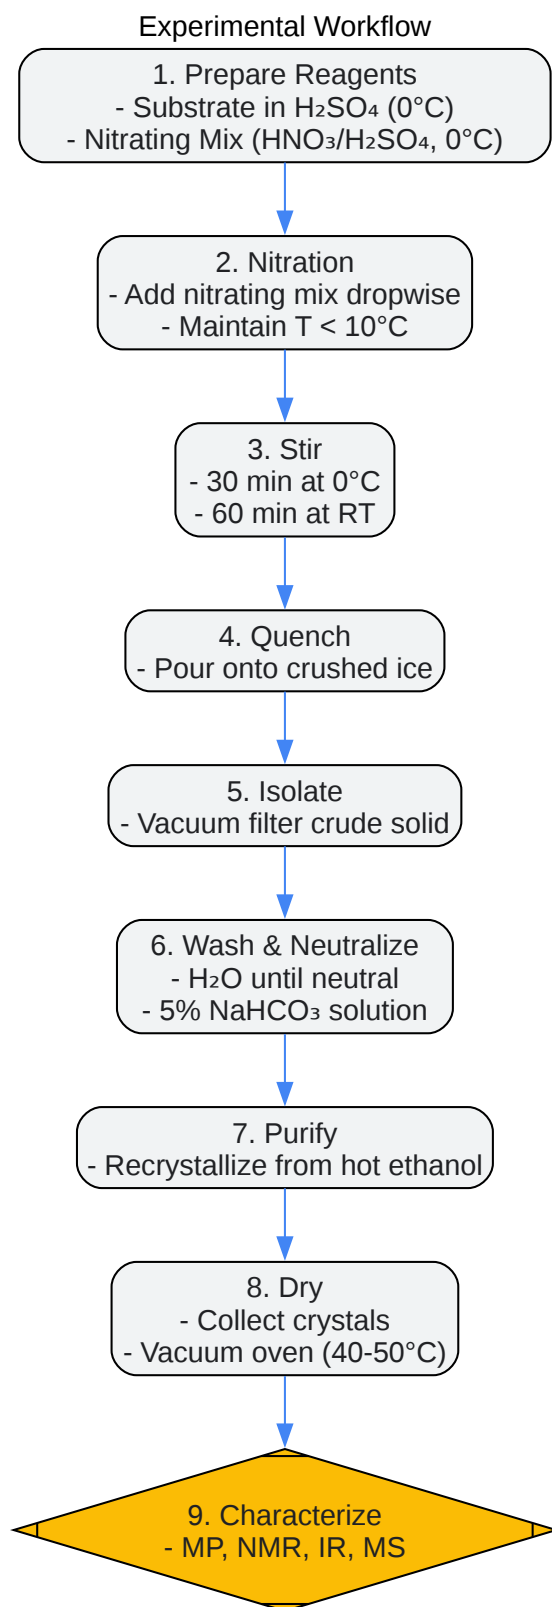 Experimental Workflow
1. Prepare Reagents
- Substrate in H₂SO₄ (0°C)
- Nitrating Mix (HNO₃/H₂SO₄, 0°C)
2. Nitration
- Add nitrating mix dropwise
- Maintain T < 10°C
3. Stir
- 30 min at 0°C
- 60 min at RT
4. Quench
- Pour onto crushed ice
5. Isolate
- Vacuum filter crude solid
6. Wash & Neutralize
- H₂O until neutral
- 5% NaHCO₃ solution
7. Purify
- Recrystallize from hot ethanol
8. Dry
- Collect crystals
- Vacuum oven (40-50°C)
9. Characterize
- MP, NMR, IR, MS